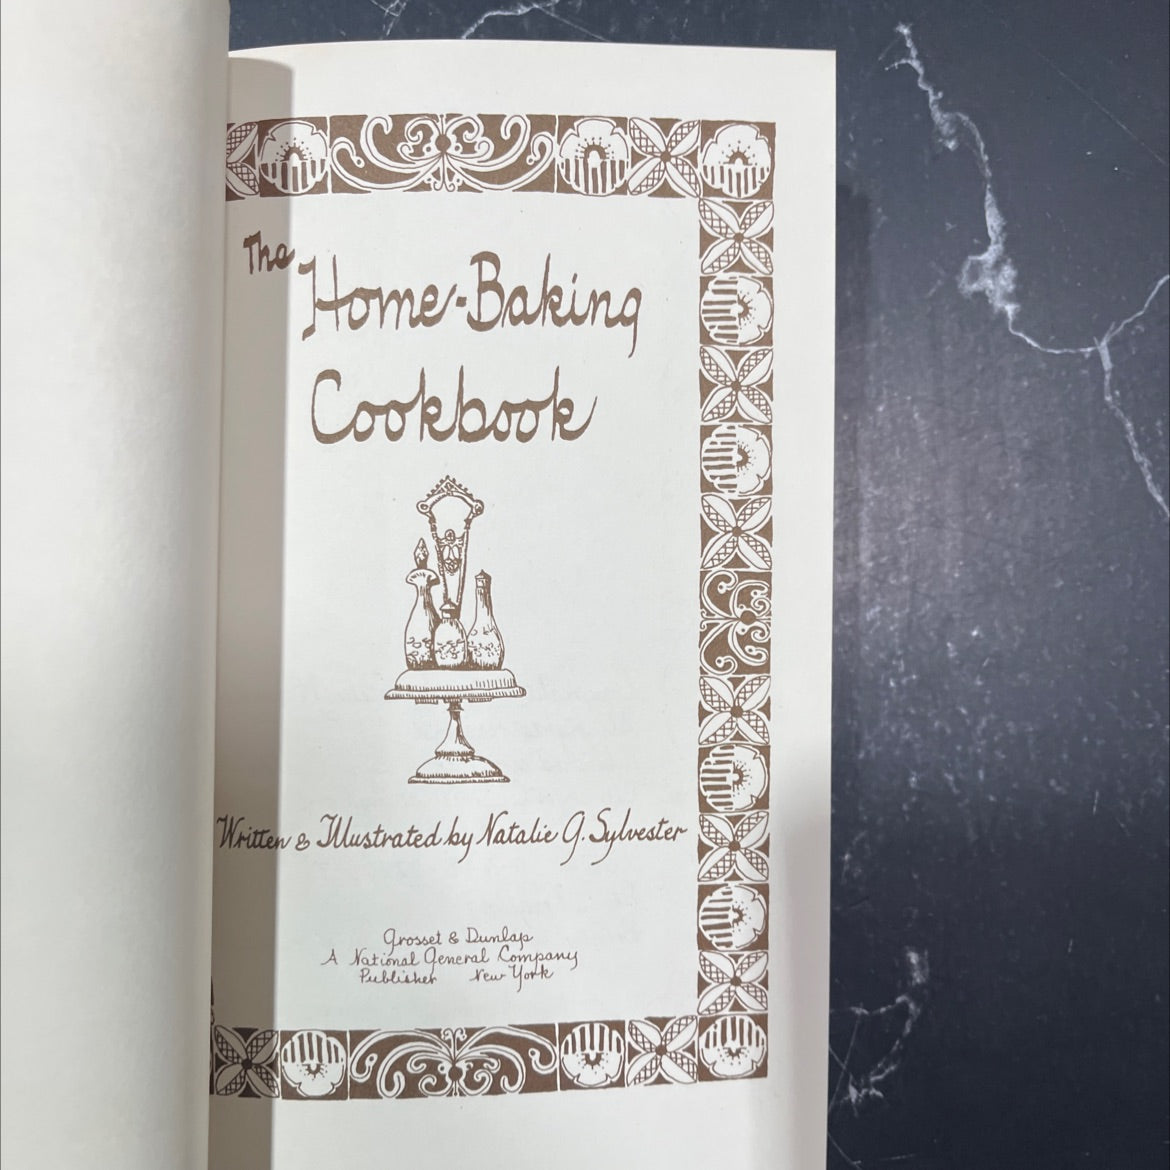 The
Home-Baking
Cookbook
Written & Illustrated by Natalie G. Sylvester
Grosset & Dunlap
A National General Company
Publisher New York